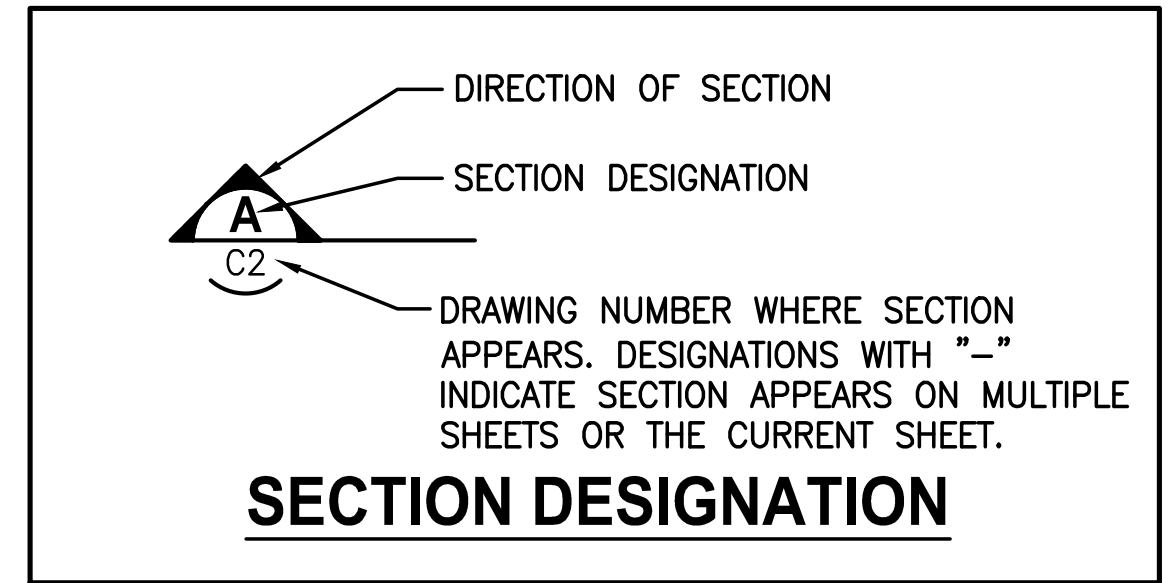 DIRECTION OF SECTION
SECTION DESIGNATION
A
C2
DRAWING NUMBER WHERE SECTION
APPEARS. DESIGNATIONS WITH "-"
INDICATE SECTION APPEARS ON MULTIPLE
SHEETS OR THE CURRENT SHEET.
SECTION DESIGNATION